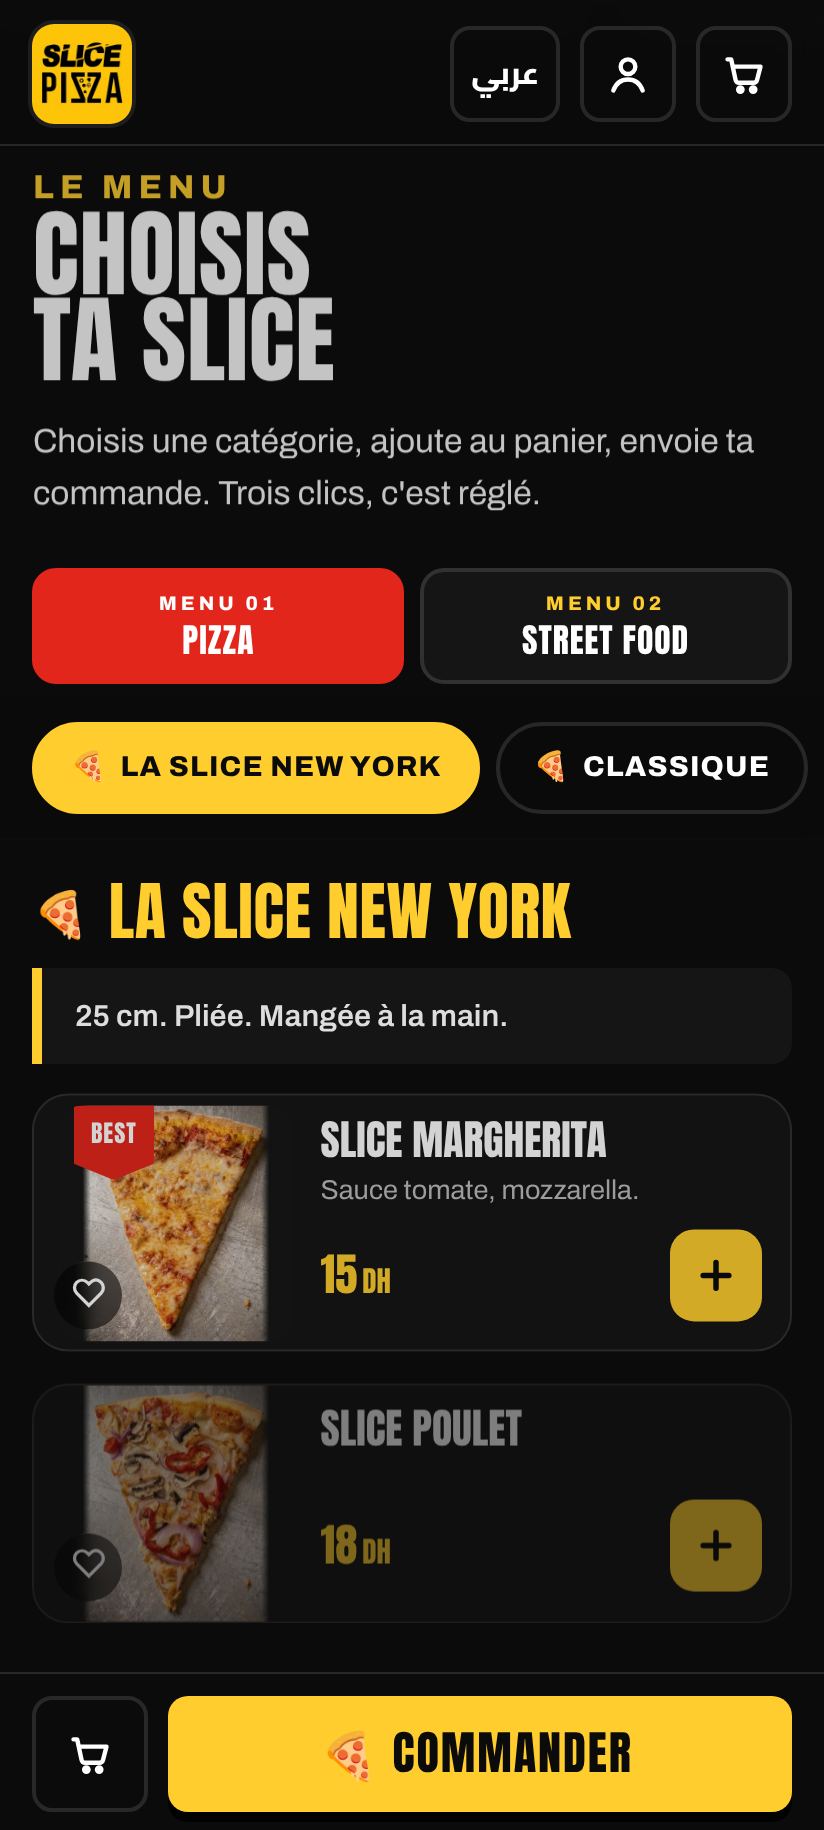 SLICE
PIZZA
عربي
LE MENU
CHOISIS
TA SLICE
Choisis une catégorie, ajoute au panier, envoie ta
commande. Trois clics, c'est réglé.
MENU 01
PIZZA
MENU 02
STREET FOOD
LA SLICE NEW YORK
CLASSIQUE
LA SLICE NEW YORK
25 cm. Pliée. Mangée à la main.
BEST
SLICE MARGHERITA
Sauce tomate, mozzarella.
15 DH
SLICE POULET
18 DH
COMMANDER